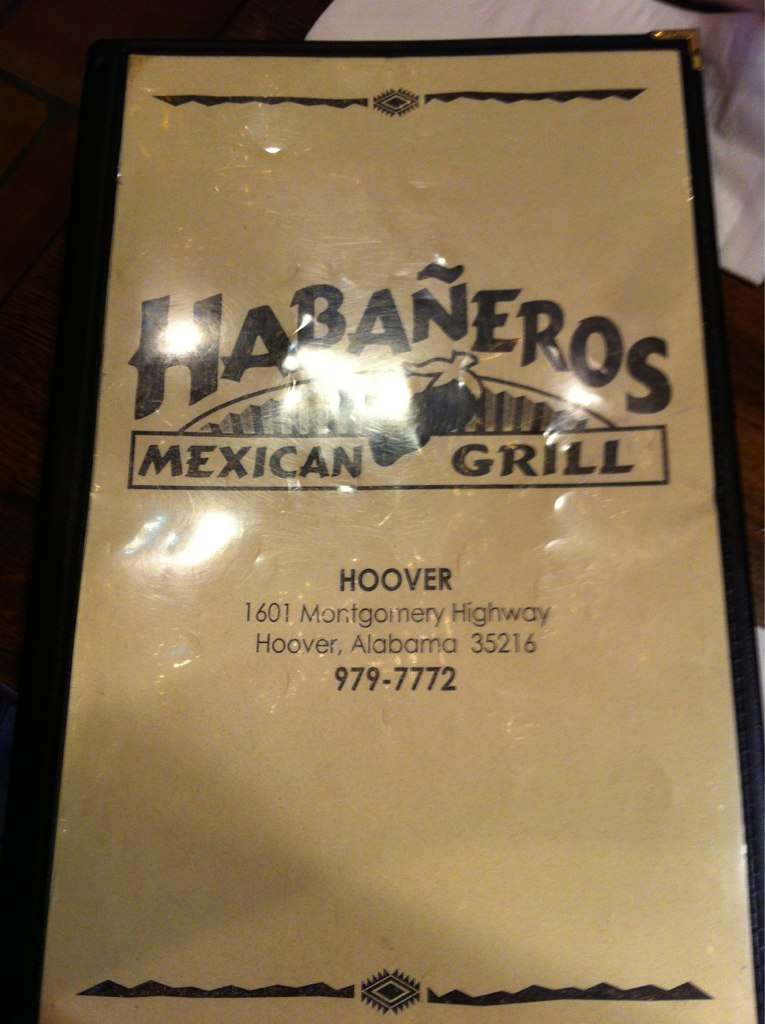 HABAÑEROS
MEXICAN GRILL
HOOVER
1601 Montgomery Highway
Hoover, Alabama 35216
979-7772